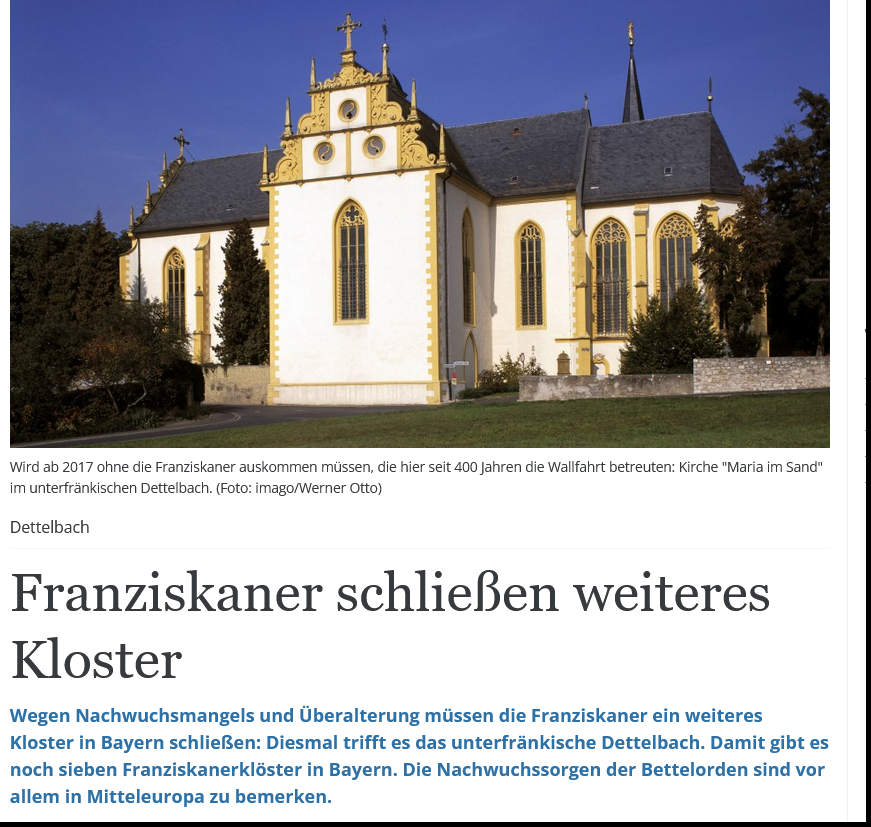 Wird ab 2017 ohne die Franziskaner auskommen müssen, die hier seit 400 Jahren die Wallfahrt betreuten: Kirche "Maria im Sand"
im unterfränkischen Dettelbach. (Foto: imago/Werner Otto)
Dettelbach
Franziskaner schließen weiteres
Kloster
Wegen Nachwuchsmangels und Überalterung müssen die Franziskaner ein weiteres
Kloster in Bayern schließen: Diesmal trifft es das unterfränkische Dettelbach. Damit gibt es
noch sieben Franziskanerklöster in Bayern. Die Nachwuchssorgen der Bettelorden sind vor
allem in Mitteleuropa zu bemerken.